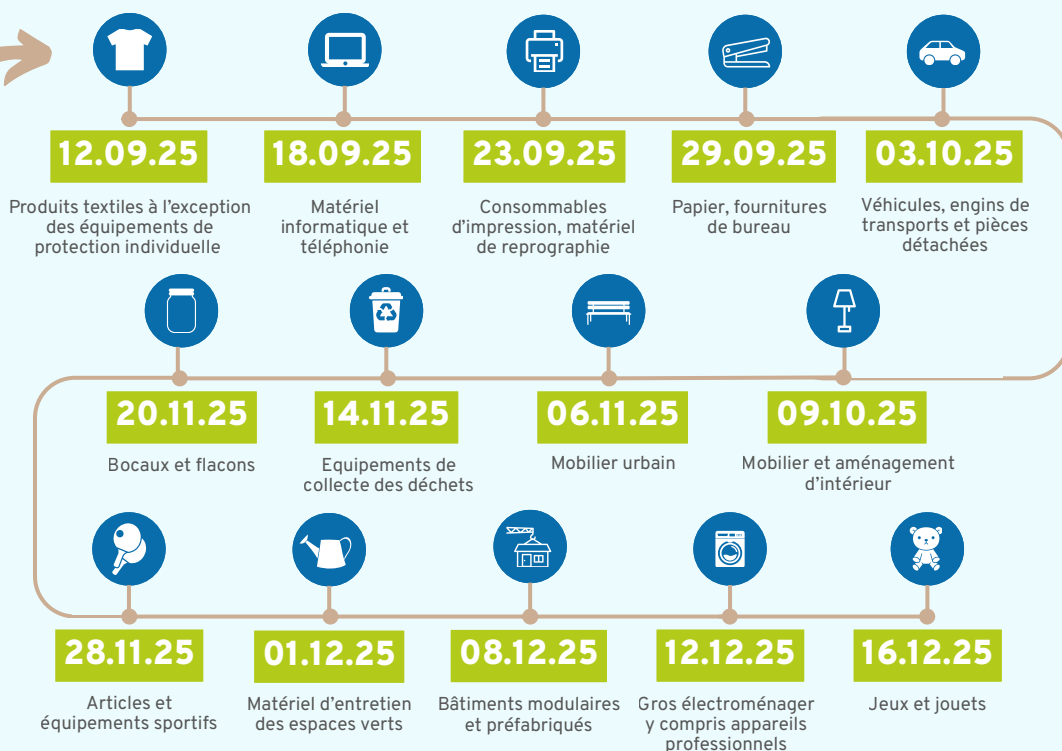 12.09.25
Produits textiles à l'exception
des équipements de
protection individuelle
18.09.25
Matériel
informatique et
téléphonie
23.09.25
Consommables
d'impression, matériel
de reprographie
29.09.25
Papier, fournitures
de bureau
03.10.25
Véhicules, engins de
transports et pièces
détachées
20.11.25
Bocaux et flacons
14.11.25
Equipements de
collecte des déchets
06.11.25
Mobilier urbain
09.10.25
Mobilier et aménagement
d'intérieur
28.11.25
Articles et
équipements sportifs
01.12.25
Matériel d'entretien
des espaces verts
08.12.25
Bâtiments modulaires
et préfabriqués
12.12.25
Gros électroménager
y compris appareils
professionnels
16.12.25
Jeux et jouets